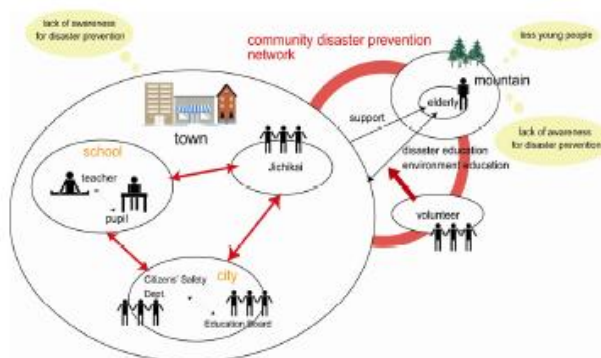 lack of awareness
for disaster prevention
community disaster prevention
network
less young people
mountain
elderly
town
support
lack of awareness
for disaster prevention
school
teacher
pupil
Jichikai
disaster education
environment education
volunteer
Citizens' Safety
Dept.
city
Education Board